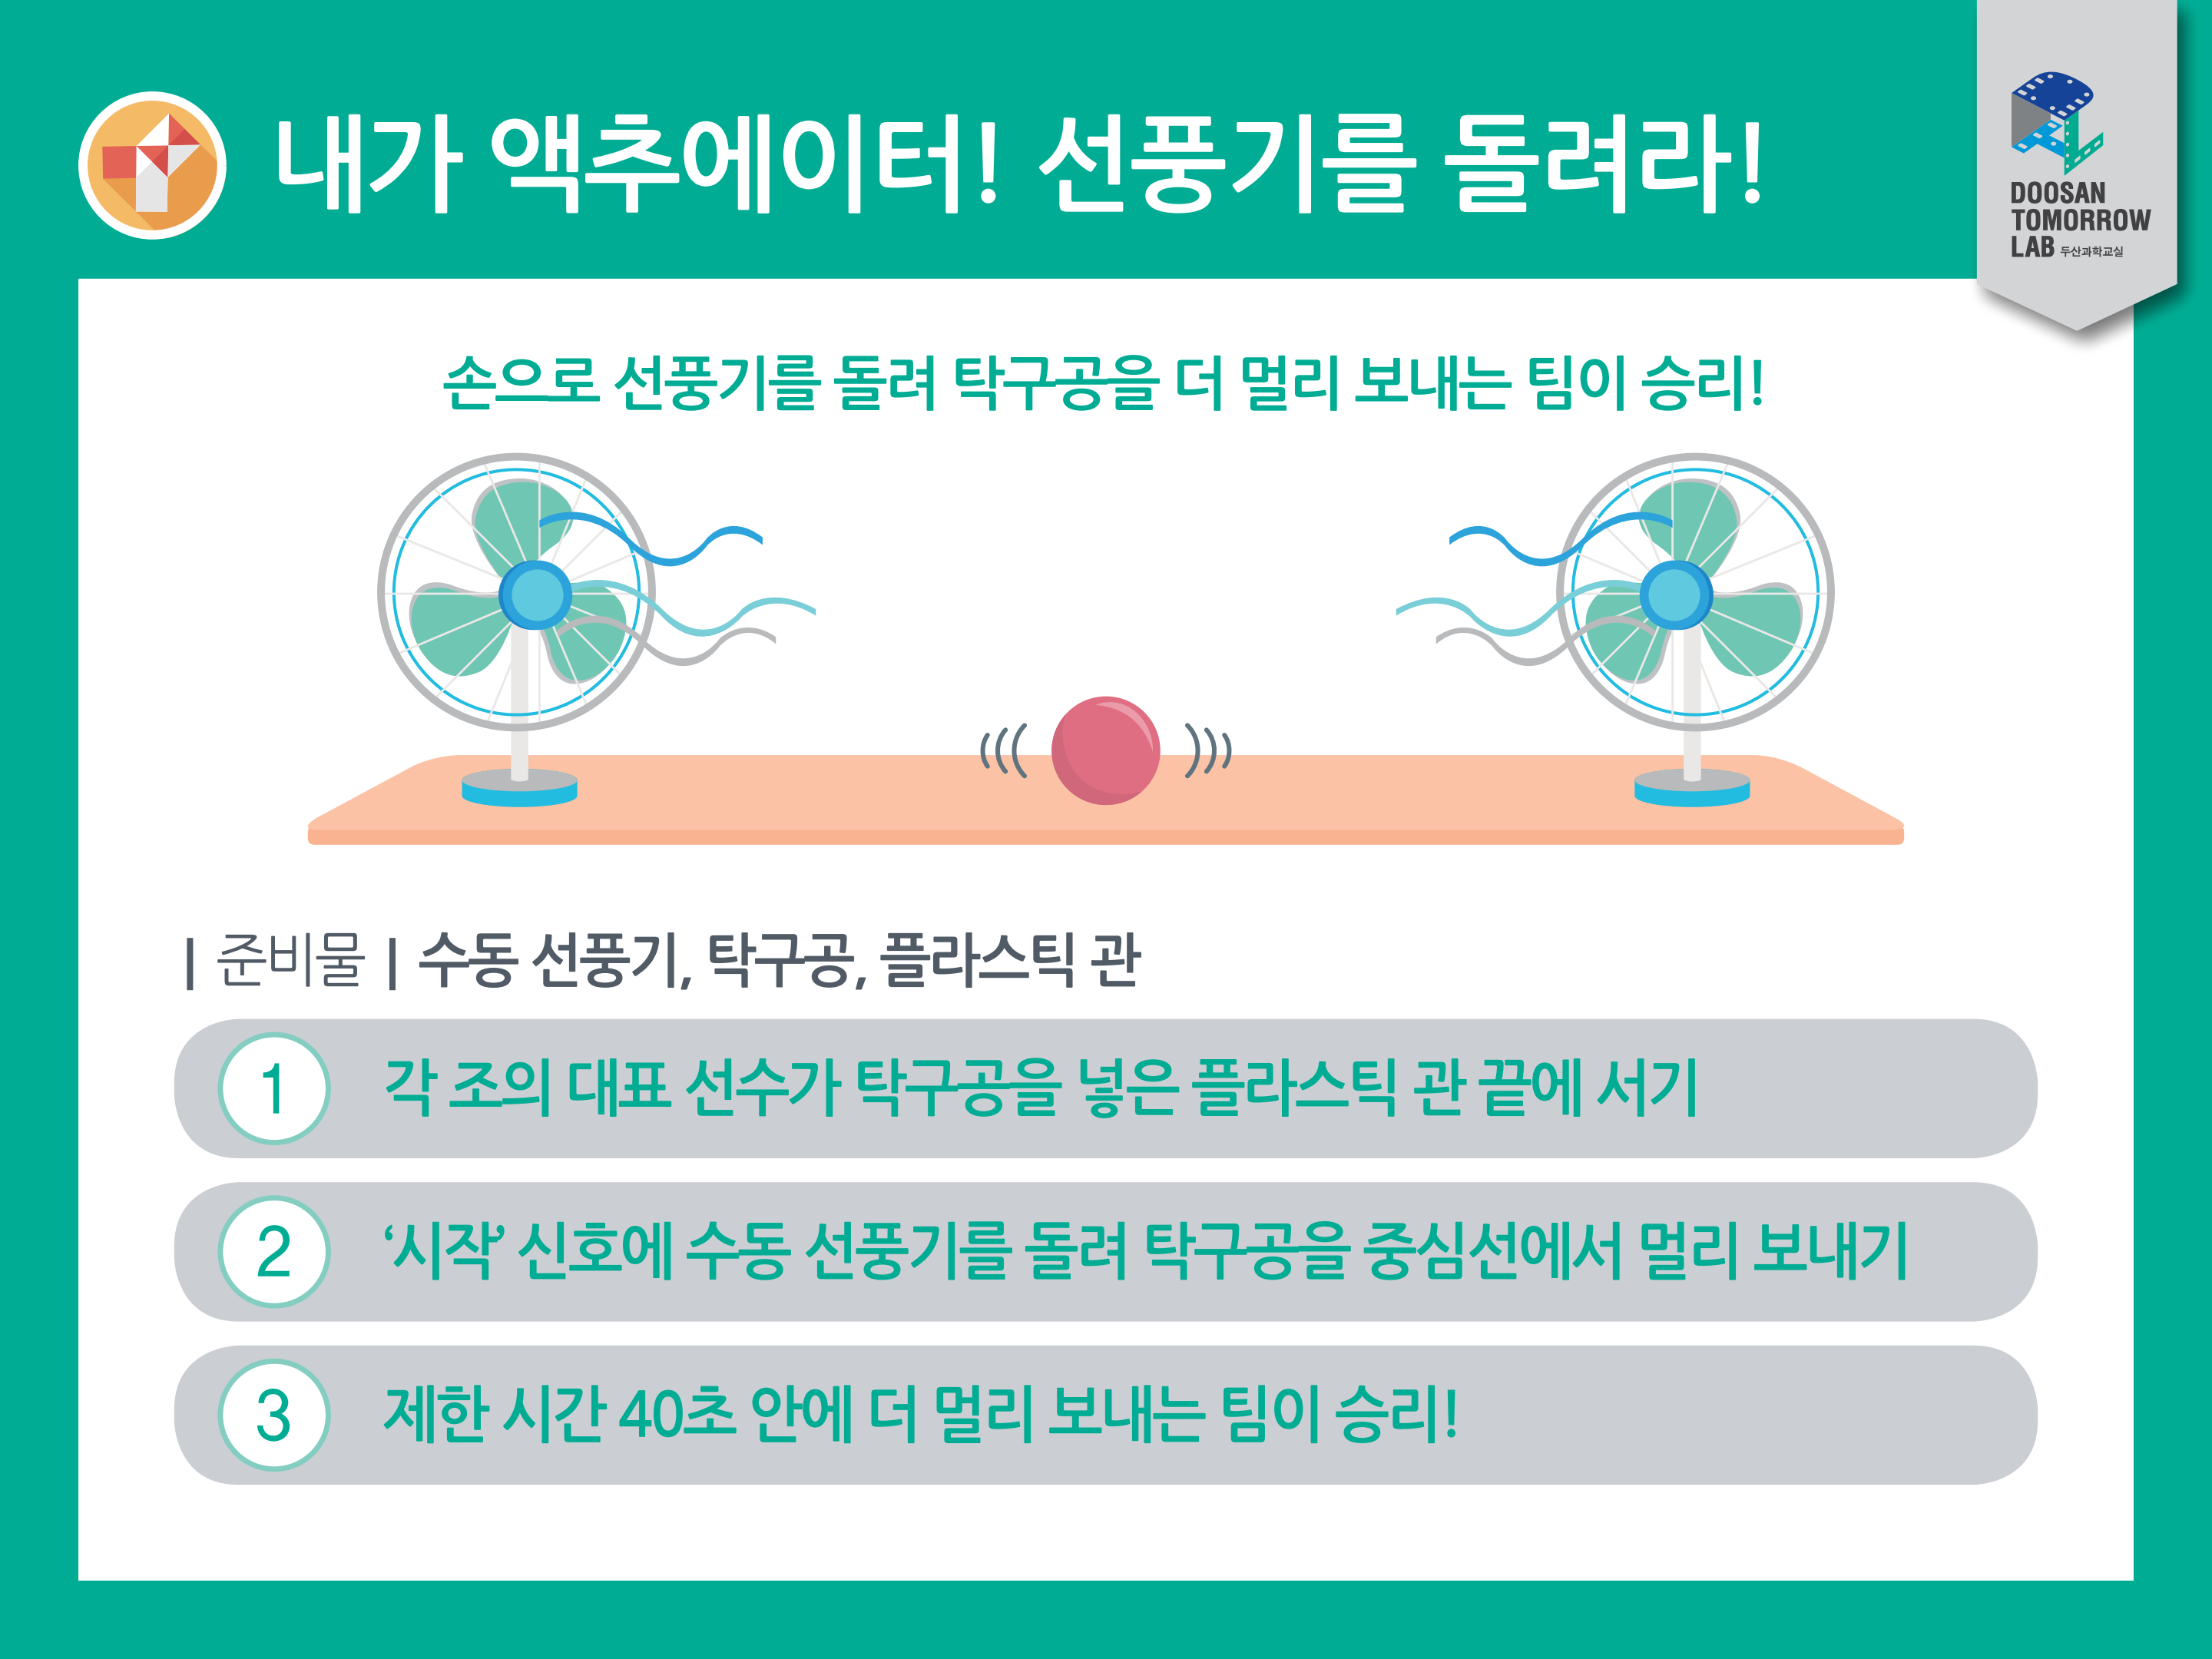 내가 액추에이터! 선풍기를 돌려라!
DOOSAN
TOMORROW
LAB 두산과학교실
손으로 선풍기를 돌려 탁구공을 더 멀리 보내는 팀이 승리!
| 준비물 | 수동 선풍기, 탁구공, 플라스틱 관
1 각 조의 대표 선수가 탁구공을 넣은 플라스틱 관 끝에 서기
2 ‘시작’ 신호에 수동 선풍기를 돌려 탁구공을 중심선에서 멀리 보내기
3 제한 시간 40초 안에 더 멀리 보내는 팀이 승리!